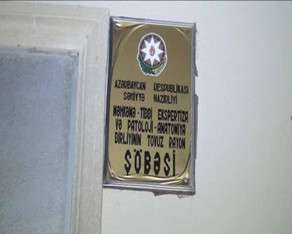 AZƏRBAYCAN RESPUBLİKASI
SƏHİYYƏ NAZİRLİYİ
MƏHKƏMƏ-TİBBİ EKSPERTİZA
VƏ PATOLOJİ-ANATOMİYA
BİRLİYİNİN TOVUZ RAYON
ŞÖBƏSİ